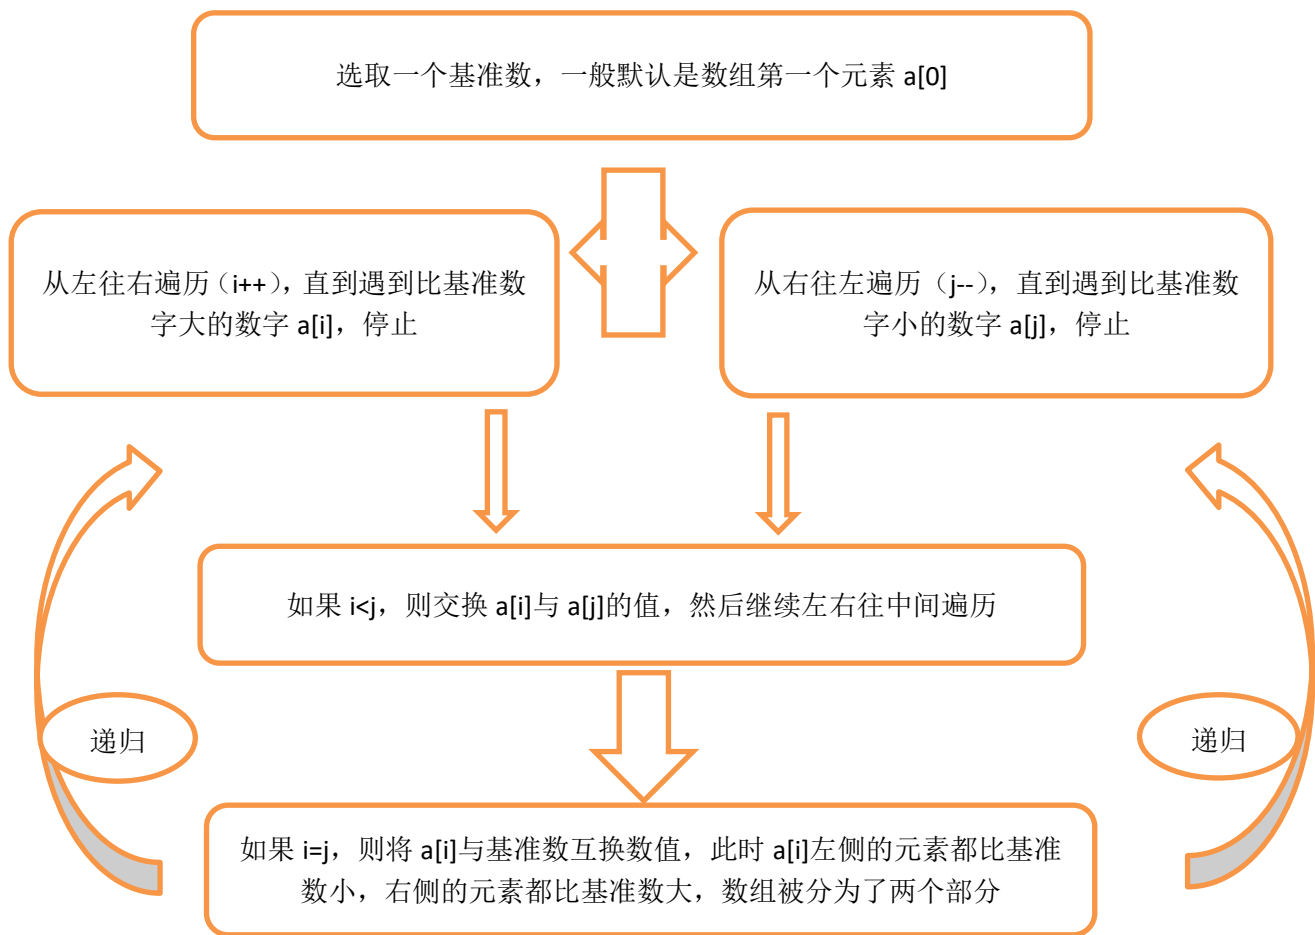 选取一个基准数，一般默认是数组第一个元素 a[0]
从左往右遍历（i++），直到遇到比基准数
字大的数字 a[i]，停止
从右往左遍历（j--），直到遇到比基准数
字小的数字 a[j]，停止
如果 i<j，则交换 a[i]与 a[j]的值，然后继续左右往中间遍历
递归
递归
如果 i=j，则将 a[i]与基准数互换数值，此时 a[i]左侧的元素都比基准
数小，右侧的元素都比基准数大，数组被分为了两个部分